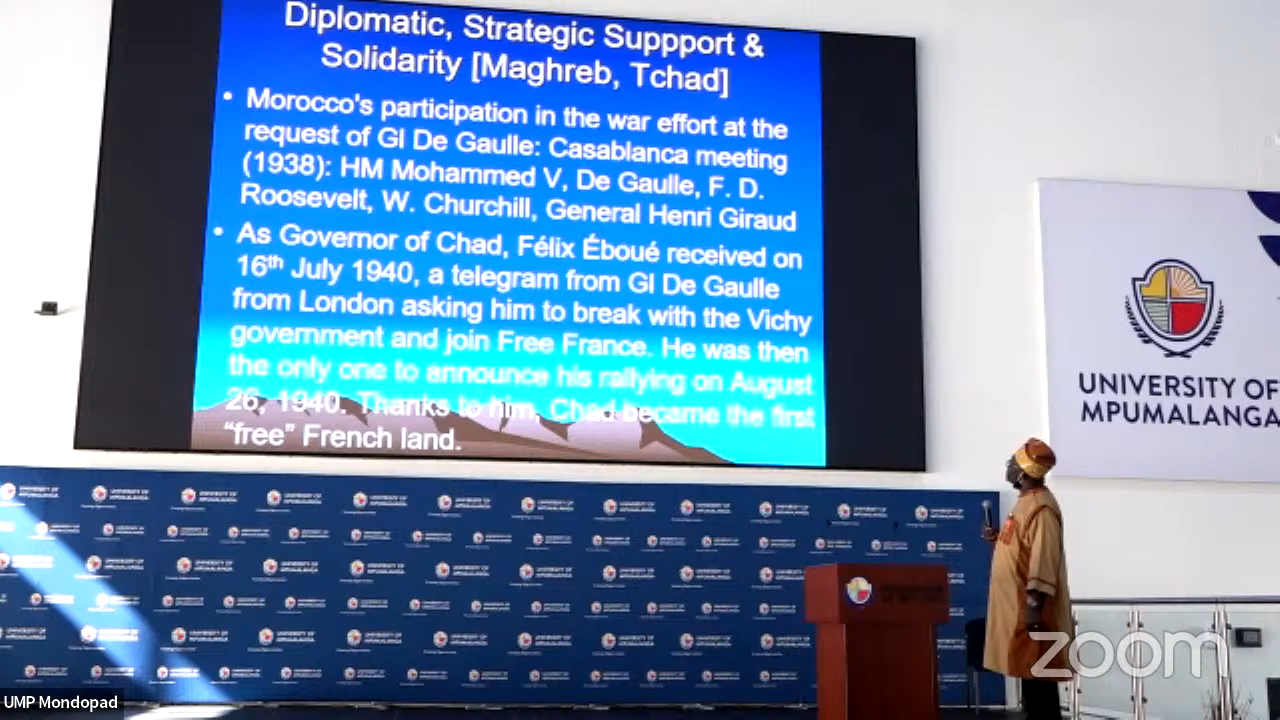 Diplomatic, Strategic Suppport &
Solidarity [Maghreb, Tchad]
• Morocco's participation in the war effort at the
request of Gl De Gaulle: Casablanca meeting
(1938): HM Mohammed V, De Gaulle, F. D.
Roosevelt, W. Churchill, General Henri Giraud
• As Governor of Chad, Félix Éboué received on
16th July 1940, a telegram from Gl De Gaulle
from London asking him to break with the Vichy
government and join Free France. He was then
the only one to announce his rallying on August
26, 1940. Thanks to him, Chad became the first
“free” French land.
UNIVERSITY OF
MPUMALANGA
UNIVERSITY OF
MPUMALANGA
zoom
UMP Mondopad